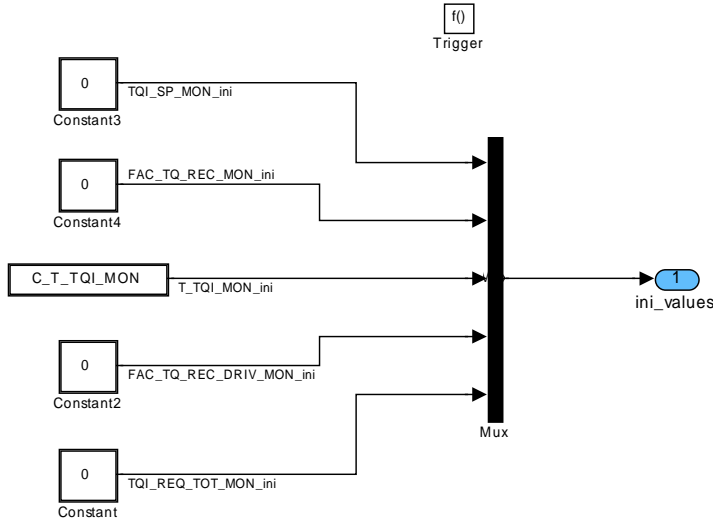 f()
Trigger
0
TQI_SP_MON_ini
Constant3
0
FAC_TQ_REC_MON_ini
Constant4
C_T_TQI_MON
T_TQI_MON_ini
1
ini_values
0
FAC_TQ_REC_DRIV_MON_ini
Constant2
Mux
0
TQI_REQ_TOT_MON_ini
Constant